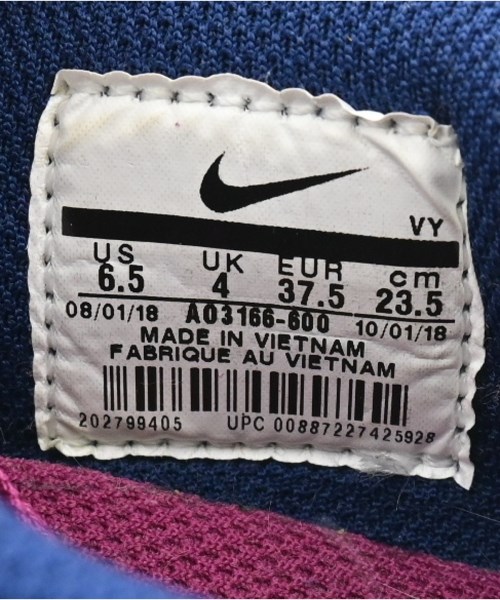 VY
US UK EUR cm
6.5 4 37.5 23.5
08/01/18 AO3166-600 10/01/18
MADE IN VIETNAM
FABRIQUE AU VIETNAM
202799405 UPC 00887227425928